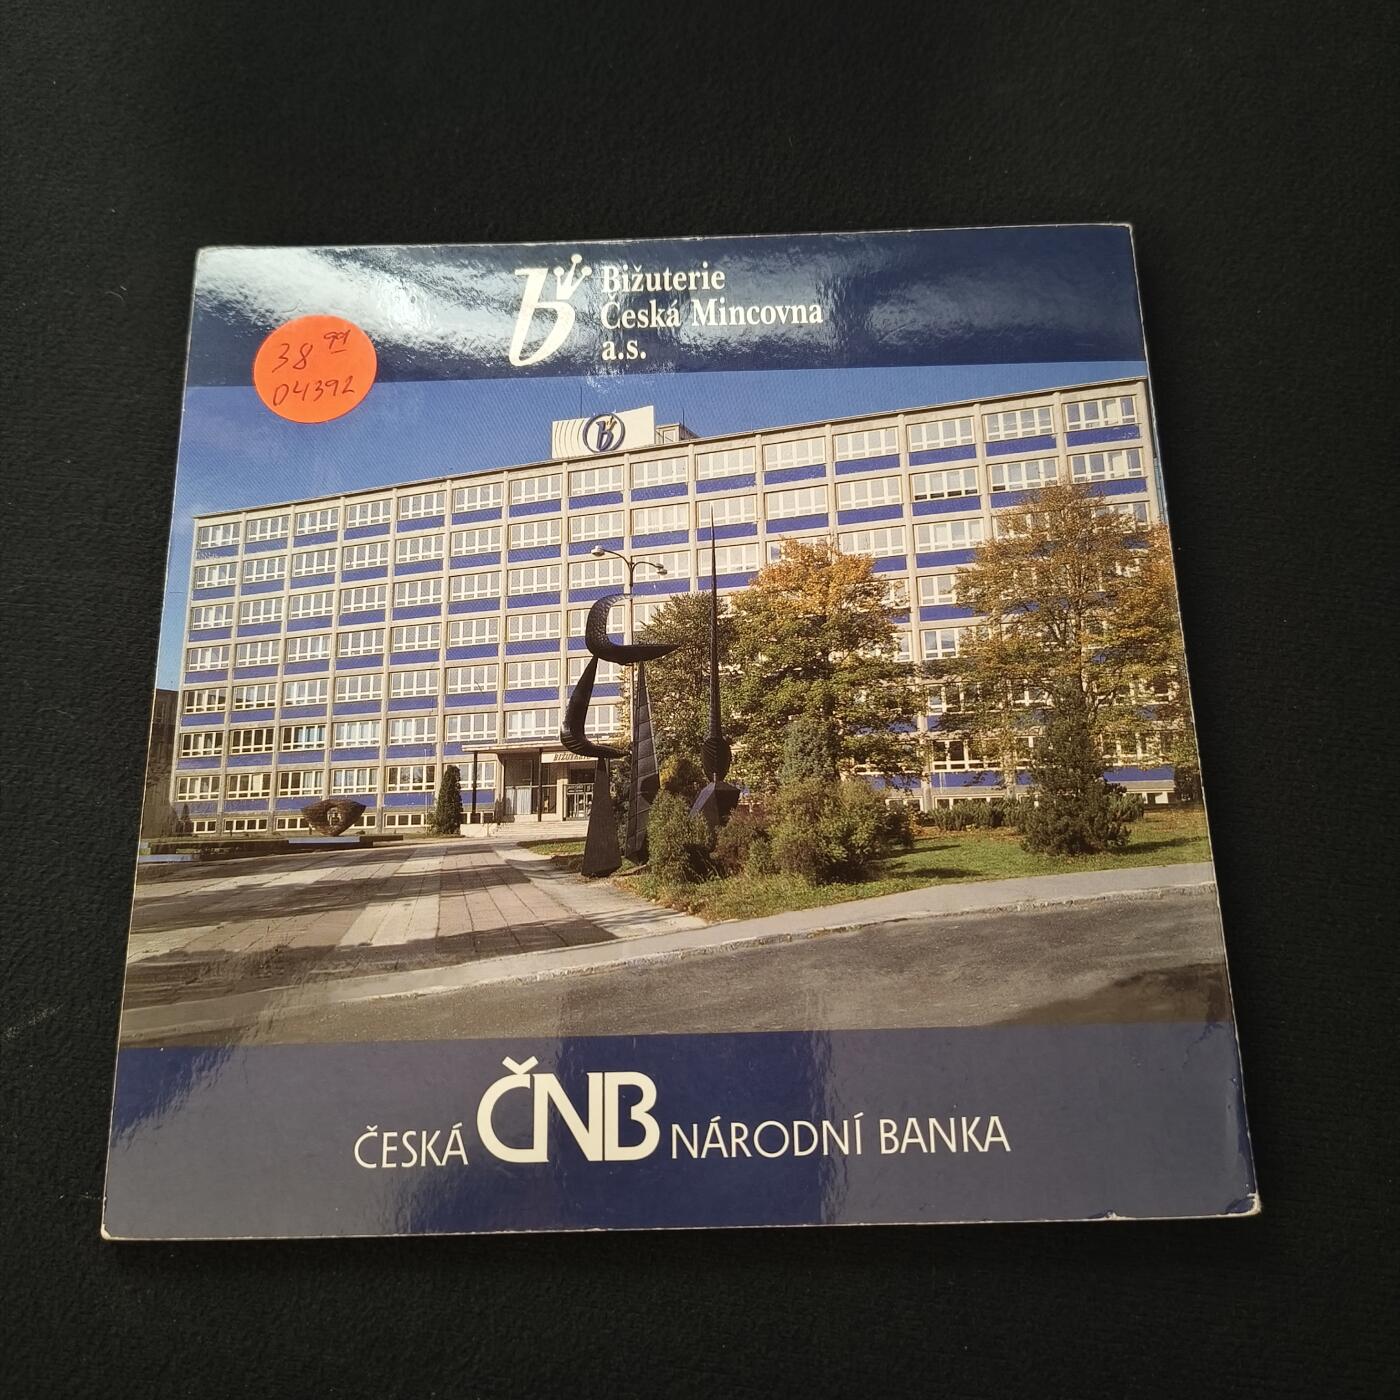 Bižuterie
Česká Mincovna
a.s.
38 99
04392
ČESKÁ ČNB NÁRODNÍ BANKA